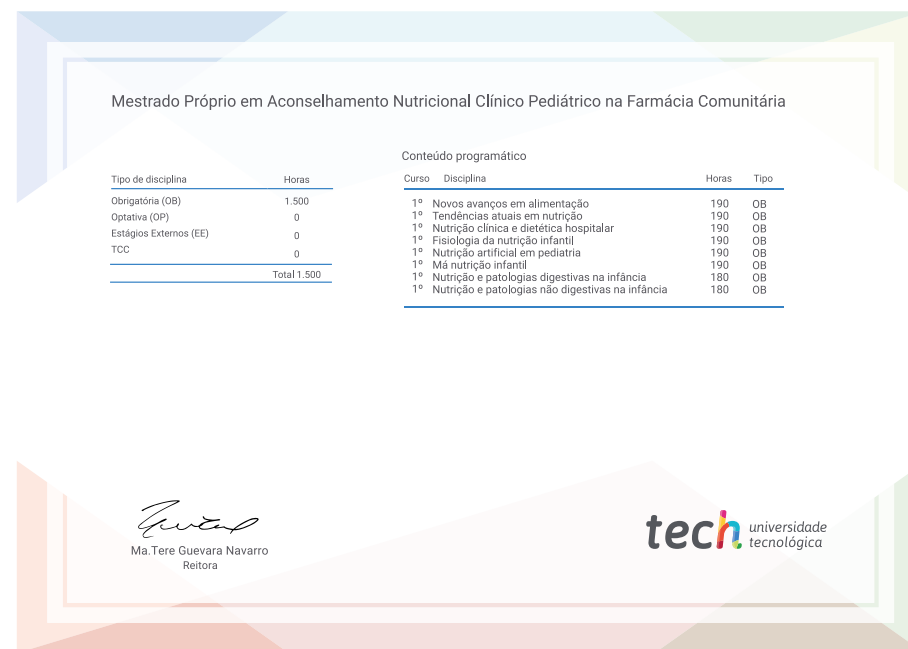 Mestrado Próprio em Aconselhamento Nutricional Clínico Pediátrico na Farmácia Comunitária
Tipo de disciplina Horas
Obrigatória (OB) 1.500
Optativa (OP) 0
Estágios Externos (EE) 0
TCC 0
Total 1.500
Conteúdo programático
Curso Disciplina Horas Tipo
1º Novos avanços em alimentação 190 OB
1º Tendências atuais em nutrição 190 OB
1º Nutrição clínica e dietética hospitalar 190 OB
1º Fisiologia da nutrição infantil 190 OB
1º Nutrição artificial em pediatria 190 OB
1º Má nutrição infantil 190 OB
1º Nutrição e patologias digestivas na infância 180 OB
1º Nutrição e patologias não digestivas na infância 180 OB
Ma.Tere Guevara Navarro
Reitora
tech universidade
tecnológica